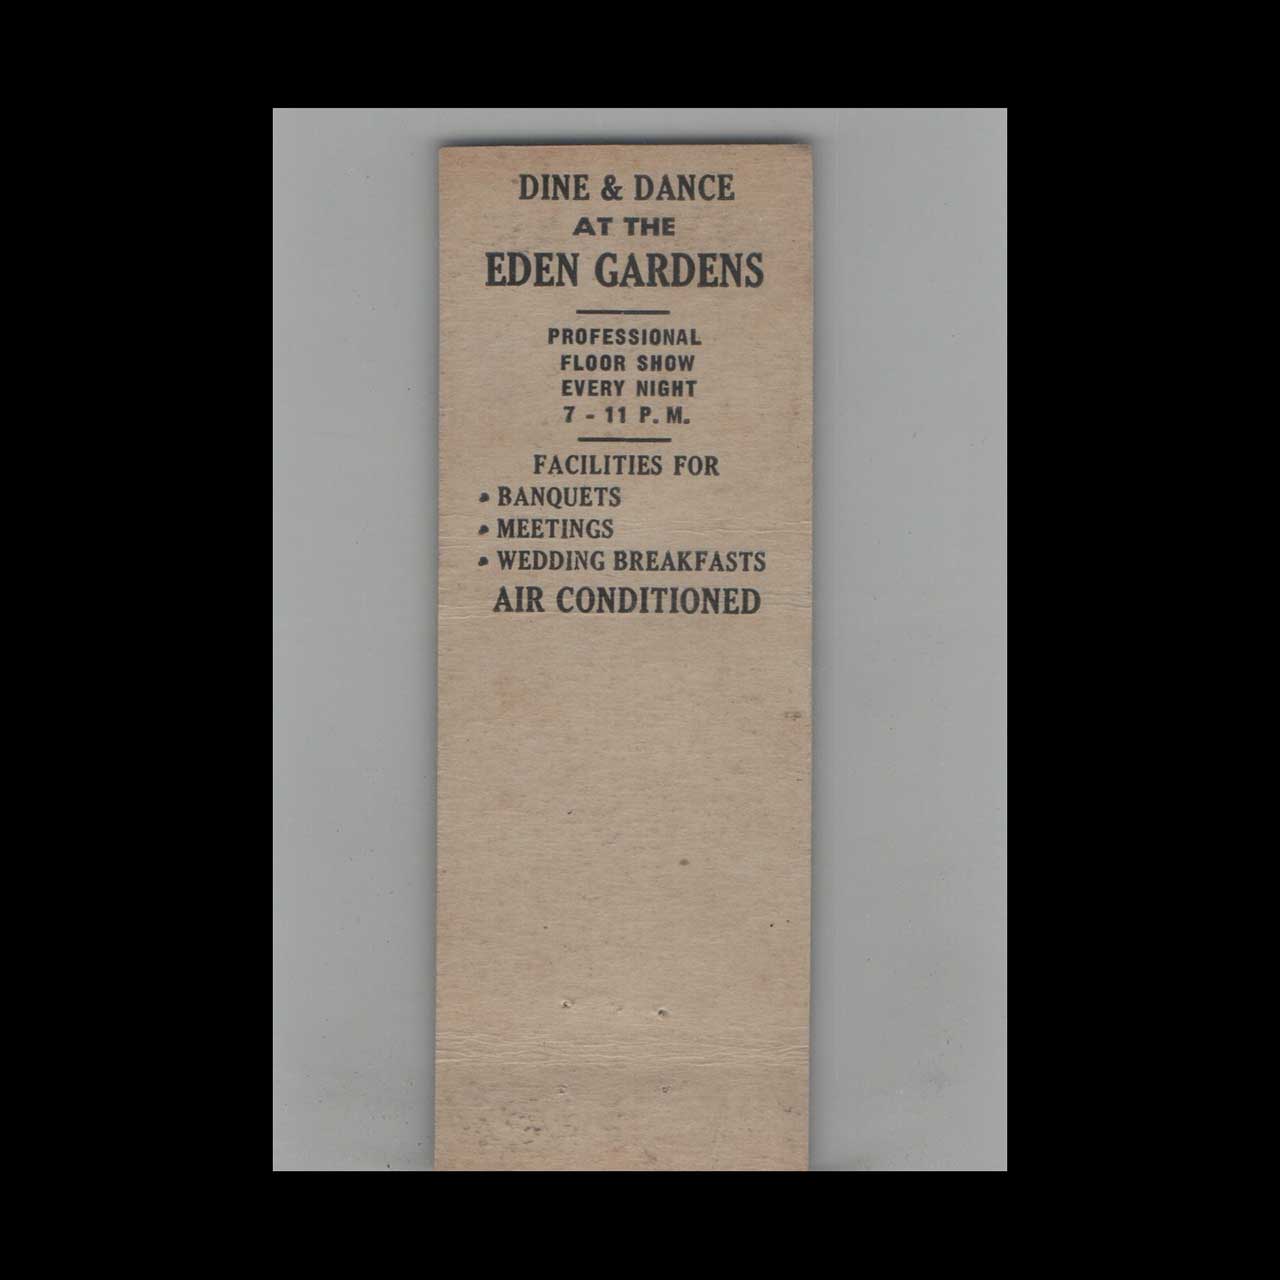 DINE & DANCE
AT THE
EDEN GARDENS
PROFESSIONAL
FLOOR SHOW
EVERY NIGHT
7 - 11 P. M.
FACILITIES FOR
• BANQUETS
• MEETINGS
• WEDDING BREAKFASTS
AIR CONDITIONED